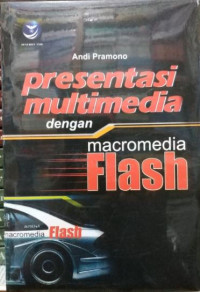 Andi Pramono
presentasi
multimedia
dengan
macromedia
Flash
macromedia Flash